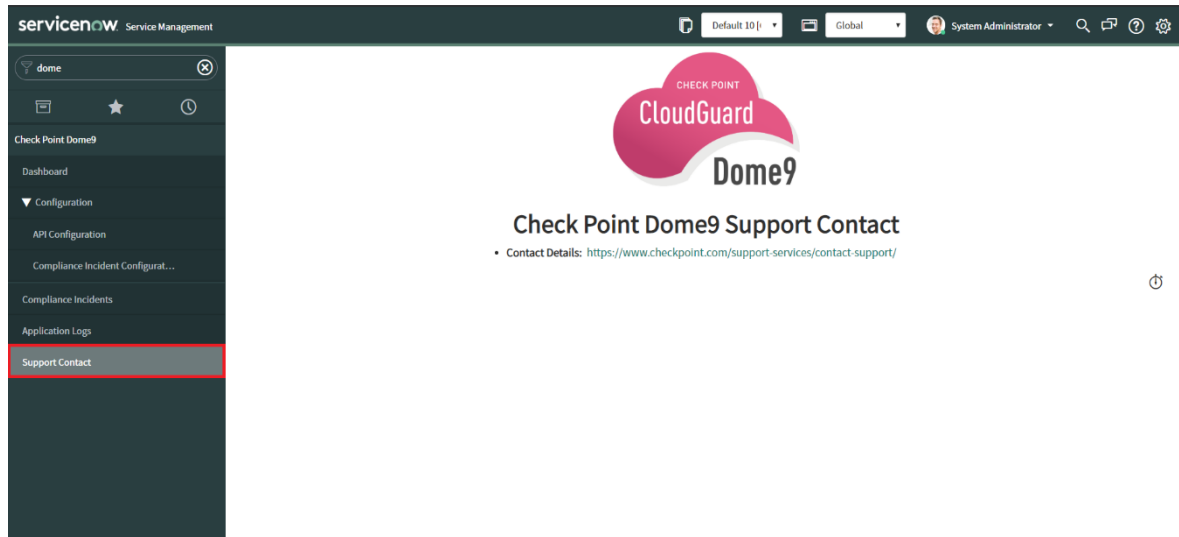 servicenow. Service Management
Default 10 [
Global
System Administrator
dome
Check Point Dome9
Dashboard
Configuration
API Configuration
Compliance Incident Configurat...
Compliance Incidents
Application Logs
Support Contact
CHECK POINT
CloudGuard
Dome9
Check Point Dome9 Support Contact
• Contact Details: https://www.checkpoint.com/support-services/contact-support/